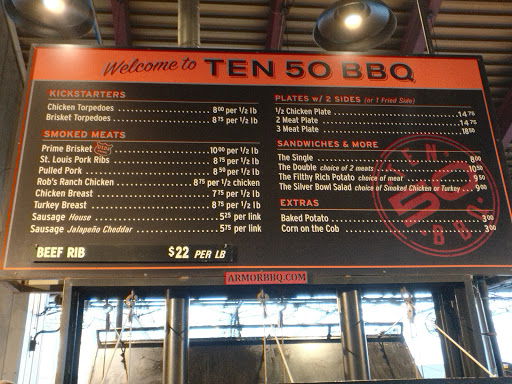 Welcome to TEN 50 BBQ
KICKSTARTERS
Chicken Torpedoes 8.00 per 1/2 lb
Brisket Torpedoes 8.75 per 1/2 lb
SMOKED MEATS
Prime Brisket 10.00 per 1/2 lb
St. Louis Pork Ribs 8.75 per 1/2 lb
Pulled Pork 8.50 per 1/2 lb
Rob's Ranch Chicken 8.75 per 1/2 chicken
Chicken Breast 7.75 per 1/2 lb
Turkey Breast 8.75 per 1/2 lb
Sausage House 5.25 per link
Sausage Jalapeño Cheddar 5.75 per link
BEEF RIB $22 PER LB
PLATES w/ 2 SIDES (or 1 Fried Side)
1/2 Chicken Plate 14.75
2 Meat Plate 14.75
3 Meat Plate 18.50
SANDWICHES & MORE
The Single 8.00
The Double choice of 2 meats 10.50
The Filthy Rich Potato choice of meat 9.50
The Silver Bowl Salad choice of Smoked Chicken or Turkey 9.00
EXTRAS
Baked Potato 3.00
Corn on the Cob 3.00
TEN
50
BBQ
ARMORBBQ.COM